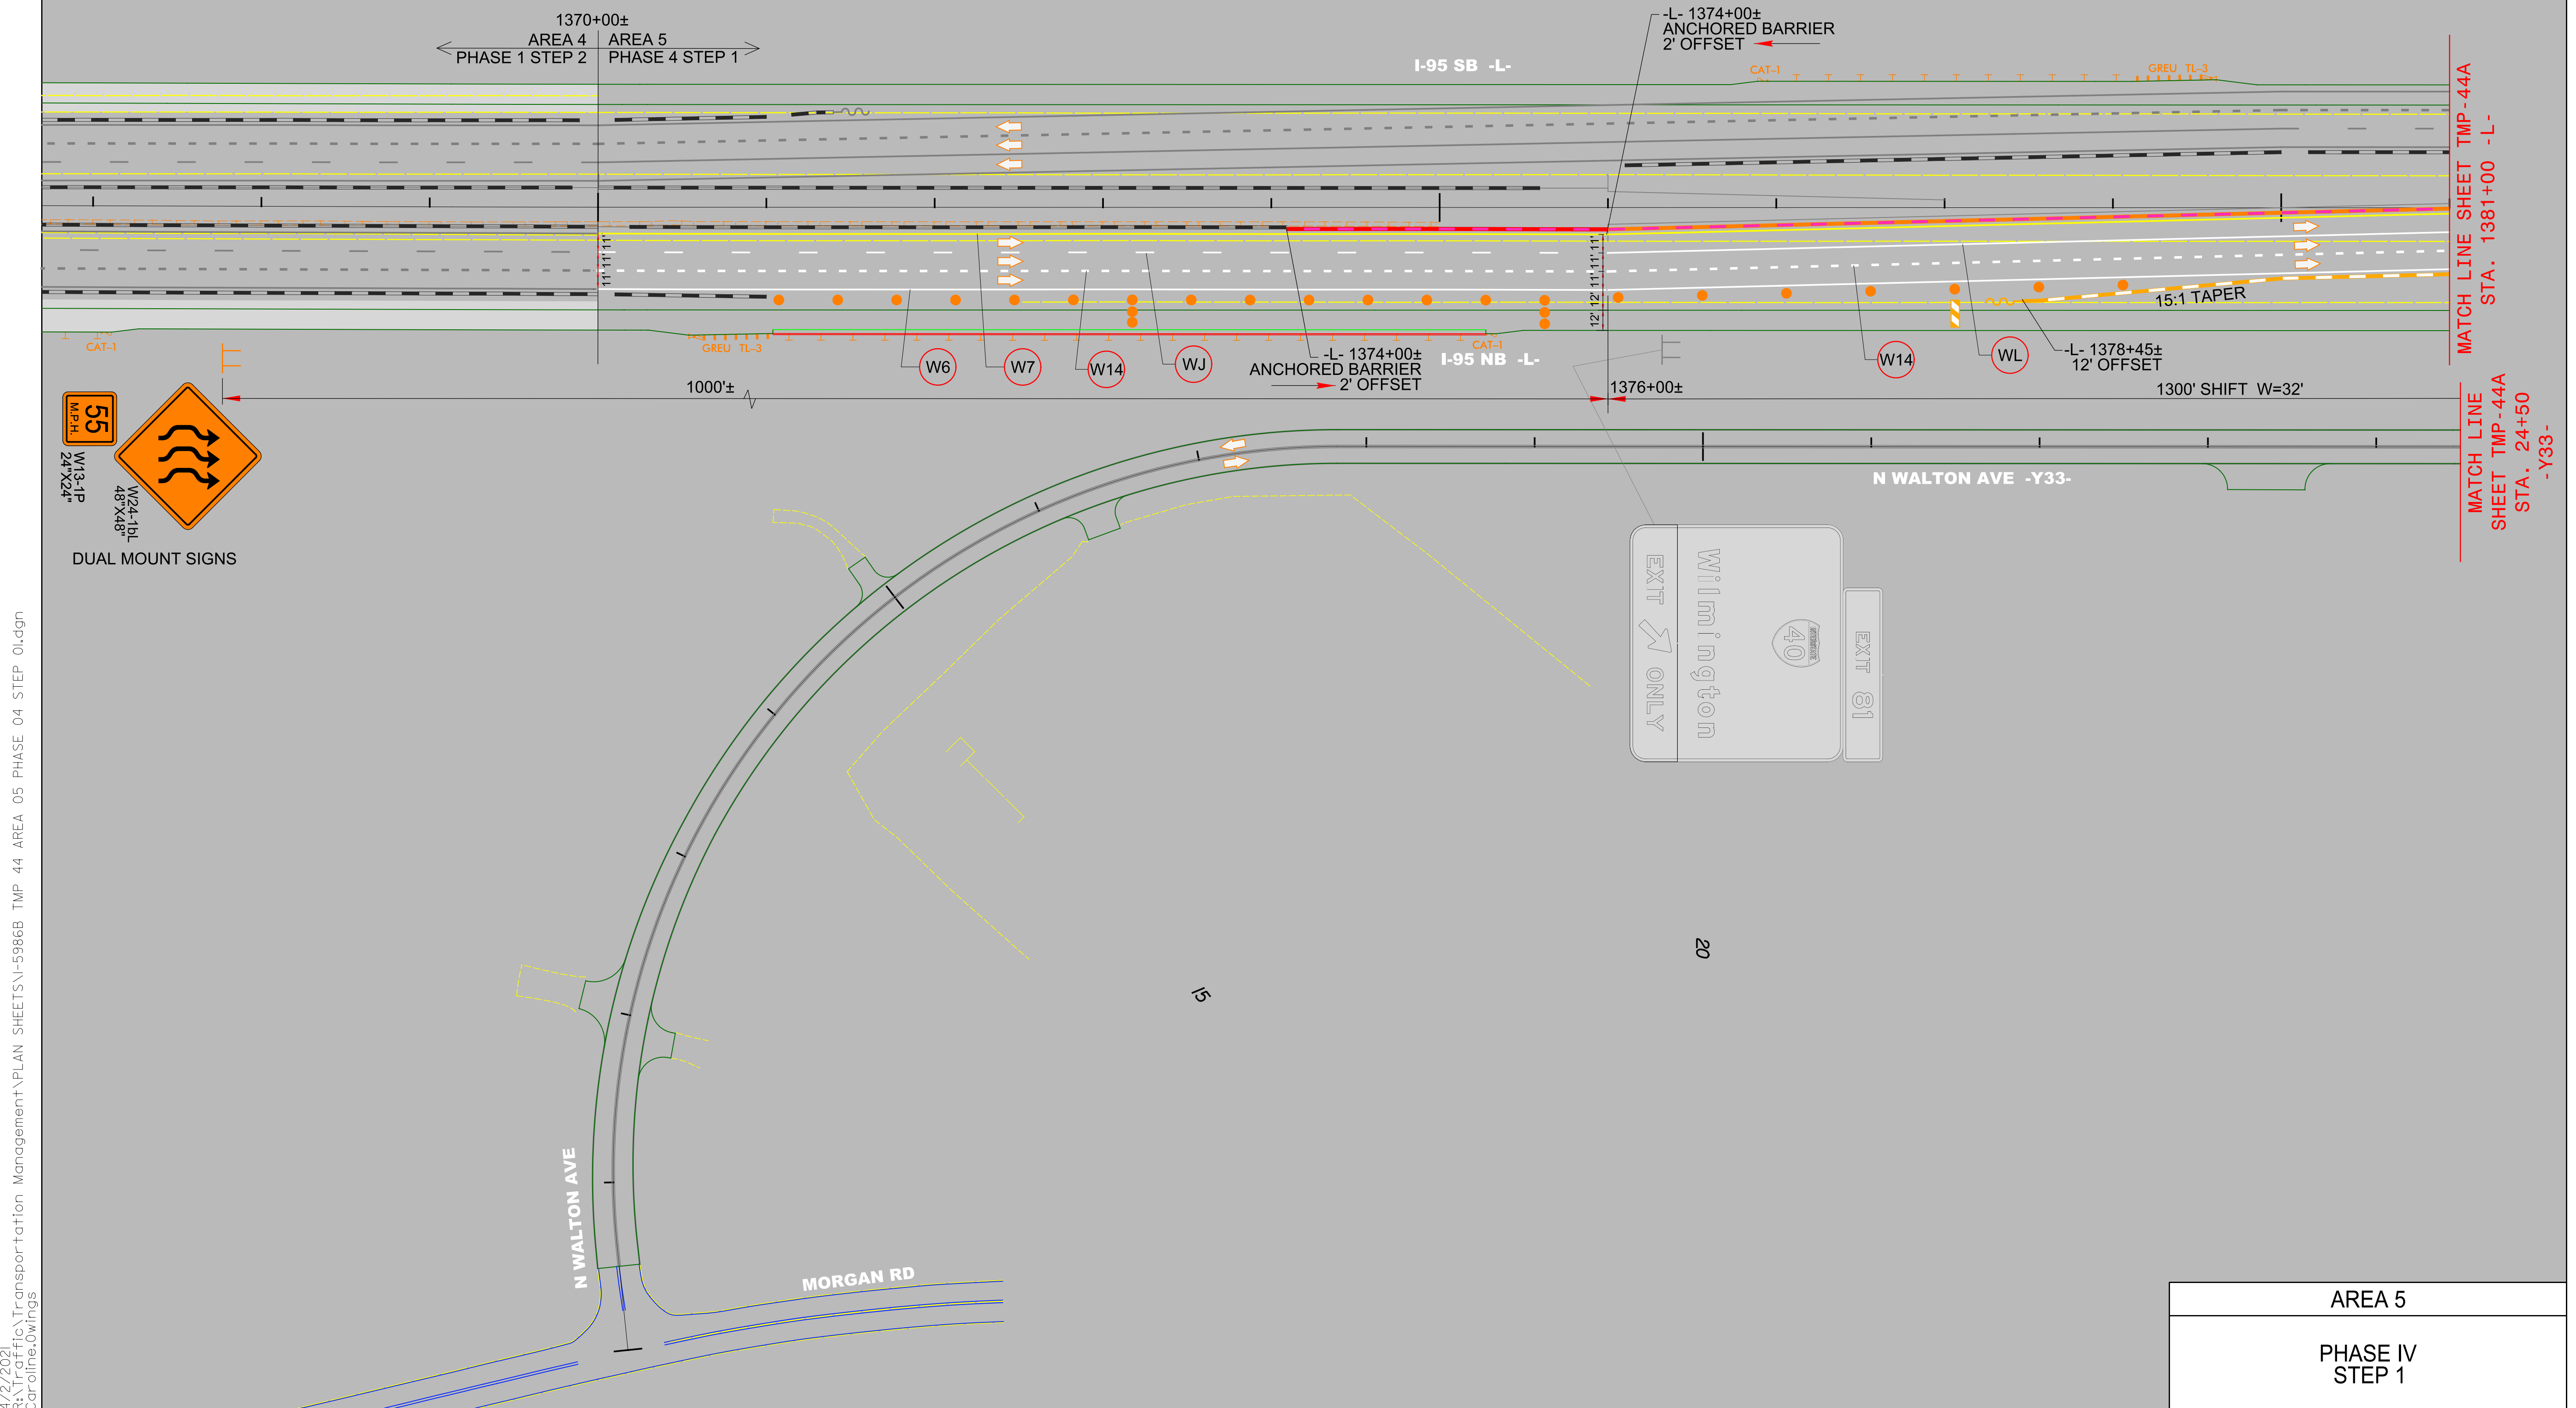 1370+00±
AREA 4
AREA 5
PHASE 1 STEP 2
PHASE 4 STEP 1
-L- 1374+00±
ANCHORED BARRIER
2' OFFSET
I-95 SB -L-
CAT-1
GREU TL-3
MATCH LINE SHEET TMP-44A
STA. 1381+00 -L-
11' 11' 11'
11' 11' 11' 12' 12'
15:1 TAPER
CAT-1
GREU TL-3
CAT-1
W6
W7
W14
WJ
-L- 1374+00±
ANCHORED BARRIER
2' OFFSET
I-95 NB -L-
W14
WL
-L- 1378+45±
12' OFFSET
1000'±
1376+00±
1300' SHIFT W=32'
55
M.P.H.
W13-1P
24"X24"
W24-1bL
48"X48"
DUAL MOUNT SIGNS
MATCH LINE
SHEET TMP-44A
STA. 24+50
-Y33-
N WALTON AVE -Y33-
EXIT 81
INTERSTATE
40
Wilmington
EXIT ONLY
20
15
N WALTON AVE
MORGAN RD
AREA 5
PHASE IV
STEP 1
4/2/2021
R:\Traffic\Transportation Management\PLAN SHEETS\I-5986B TMP 44 AREA 05 PHASE 04 STEP 01.dgn
Caroline.Owings